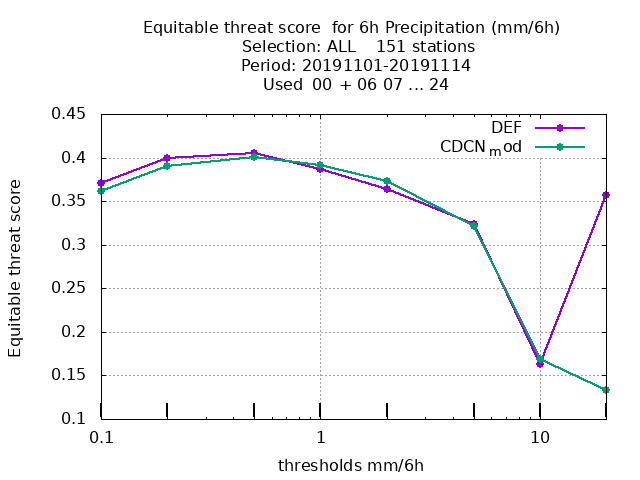 Equitable threat score  for 6h Precipitation (mm/6h)
Selection: ALL    151 stations
Period: 20191101-20191114
Used  00  + 06 07 ... 24
DEF
CDCN_mod
0.45
0.4
0.35
0.3
0.25
0.2
0.15
0.1
Equitable threat score
0.1
1
10
thresholds mm/6h